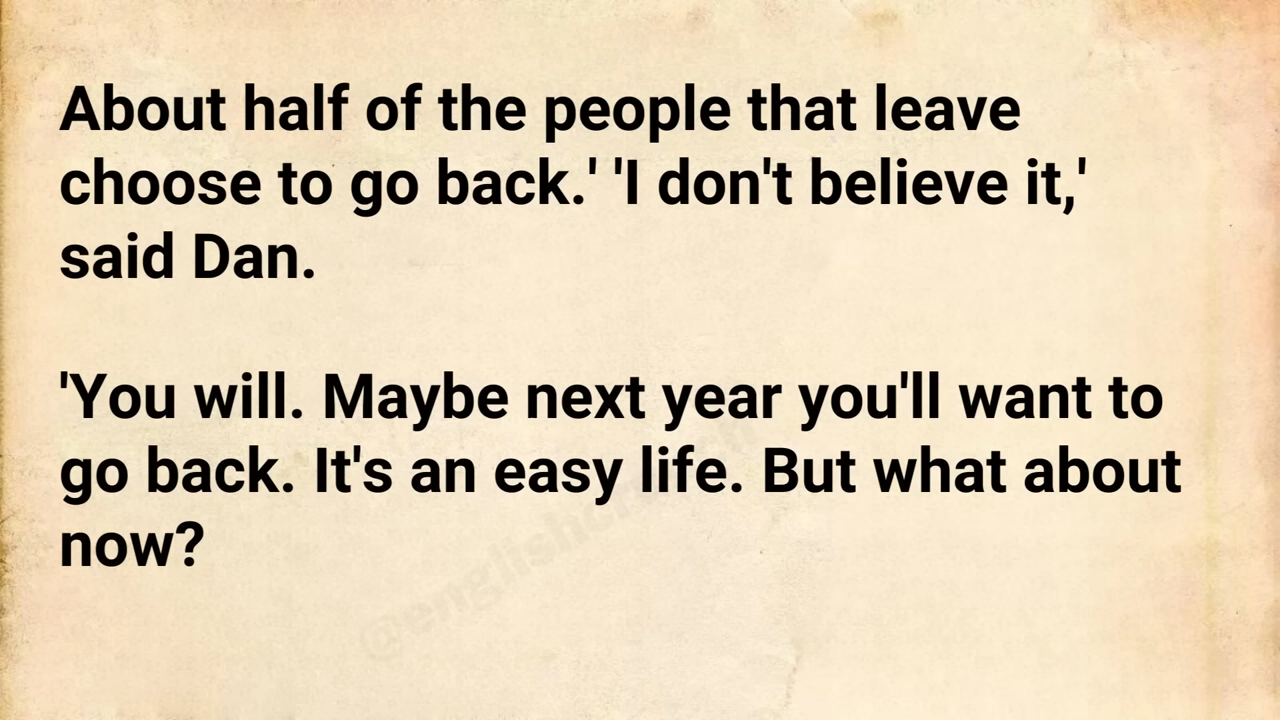 About half of the people that leave
choose to go back.' 'I don't believe it,'
said Dan.
'You will. Maybe next year you'll want to
go back. It's an easy life. But what about
now?